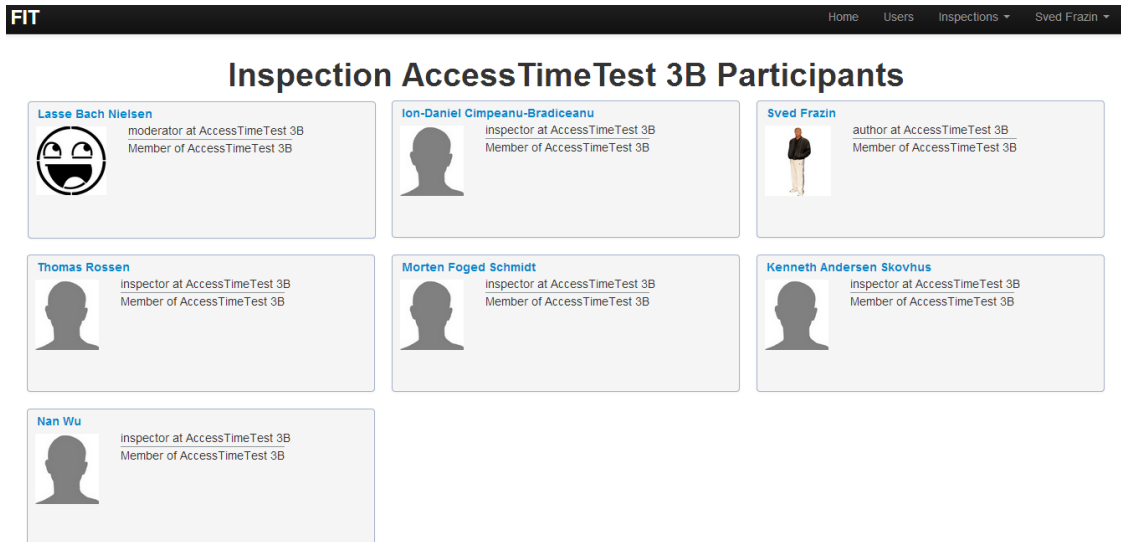 FIT
Home Users Inspections Sved Frazin
Inspection AccessTimeTest 3B Participants
Lasse Bach Nielsen
moderator at AccessTimeTest 3B
Member of AccessTimeTest 3B
Ion-Daniel Cimpeanu-Bradiceanu
inspector at AccessTimeTest 3B
Member of AccessTimeTest 3B
Sved Frazin
author at AccessTimeTest 3B
Member of AccessTimeTest 3B
Thomas Rossen
inspector at AccessTimeTest 3B
Member of AccessTimeTest 3B
Morten Foged Schmidt
inspector at AccessTimeTest 3B
Member of AccessTimeTest 3B
Kenneth Andersen Skovhus
inspector at AccessTimeTest 3B
Member of AccessTimeTest 3B
Nan Wu
inspector at AccessTimeTest 3B
Member of AccessTimeTest 3B